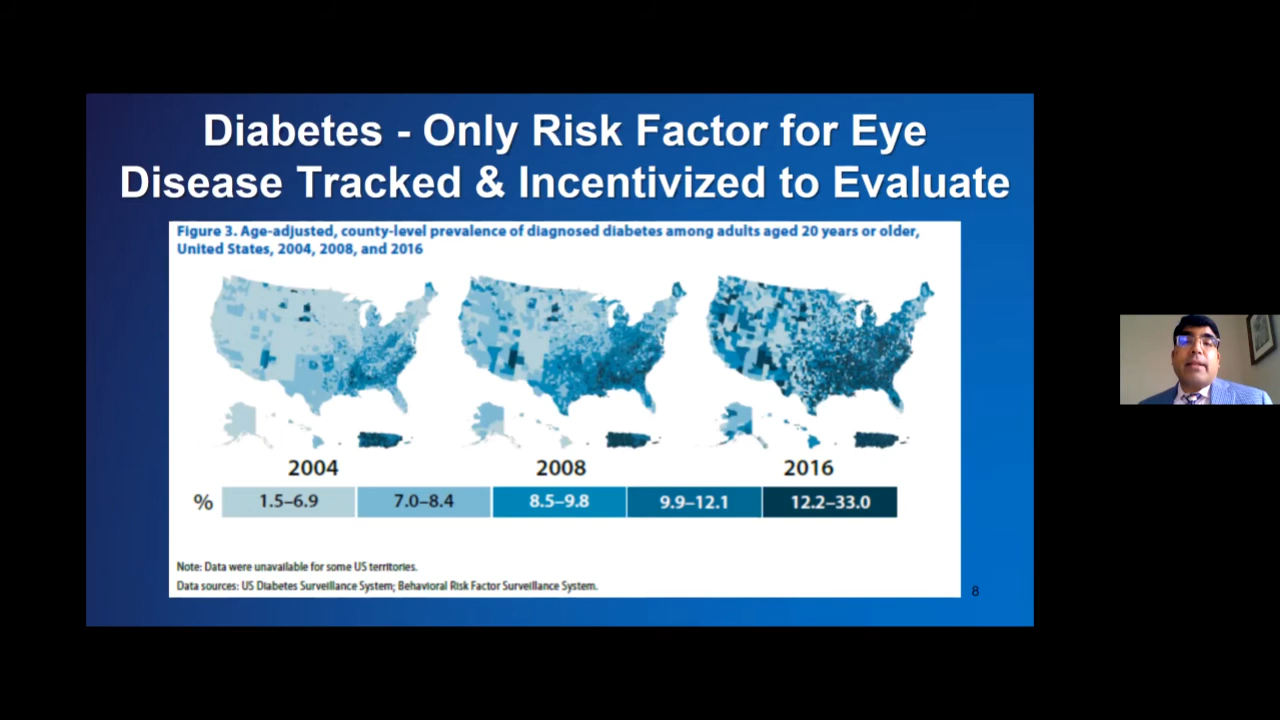 Diabetes - Only Risk Factor for Eye
Disease Tracked & Incentivized to Evaluate
Figure 3. Age-adjusted, county-level prevalence of diagnosed diabetes among adults aged 20 years or older,
United States, 2004, 2008, and 2016
2004 2008 2016
% 1.5–6.9 7.0–8.4 8.5–9.8 9.9–12.1 12.2–33.0
Note: Data were unavailable for some US territories.
Data sources: US Diabetes Surveillance System; Behavioral Risk Factor Surveillance System.
8